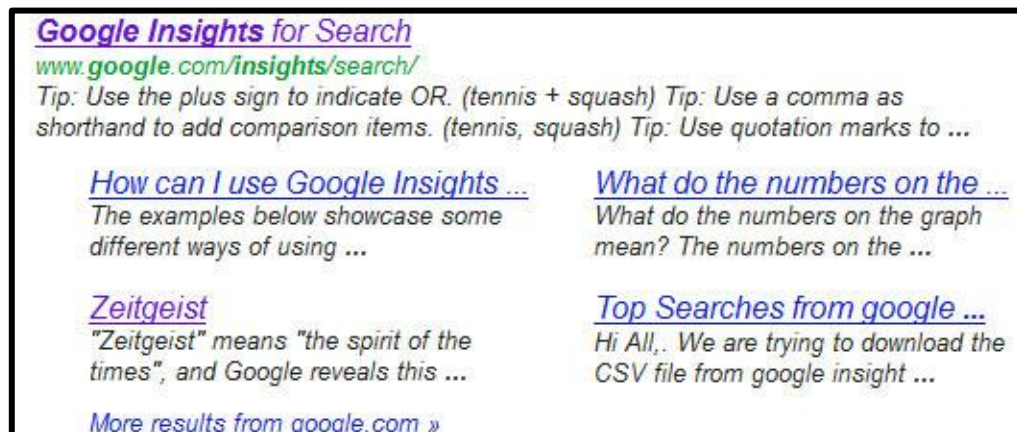 Google Insights for Search
www.google.com/insights/search/
Tip: Use the plus sign to indicate OR. (tennis + squash) Tip: Use a comma as
shorthand to add comparison items. (tennis, squash) Tip: Use quotation marks to ...
How can I use Google Insights ...
The examples below showcase some
different ways of using ...
What do the numbers on the ...
What do the numbers on the graph
mean? The numbers on the ...
Zeitgeist
"Zeitgeist" means "the spirit of the
times", and Google reveals this ...
Top Searches from google ...
Hi All,. We are trying to download the
CSV file from google insight ...
More results from google.com »